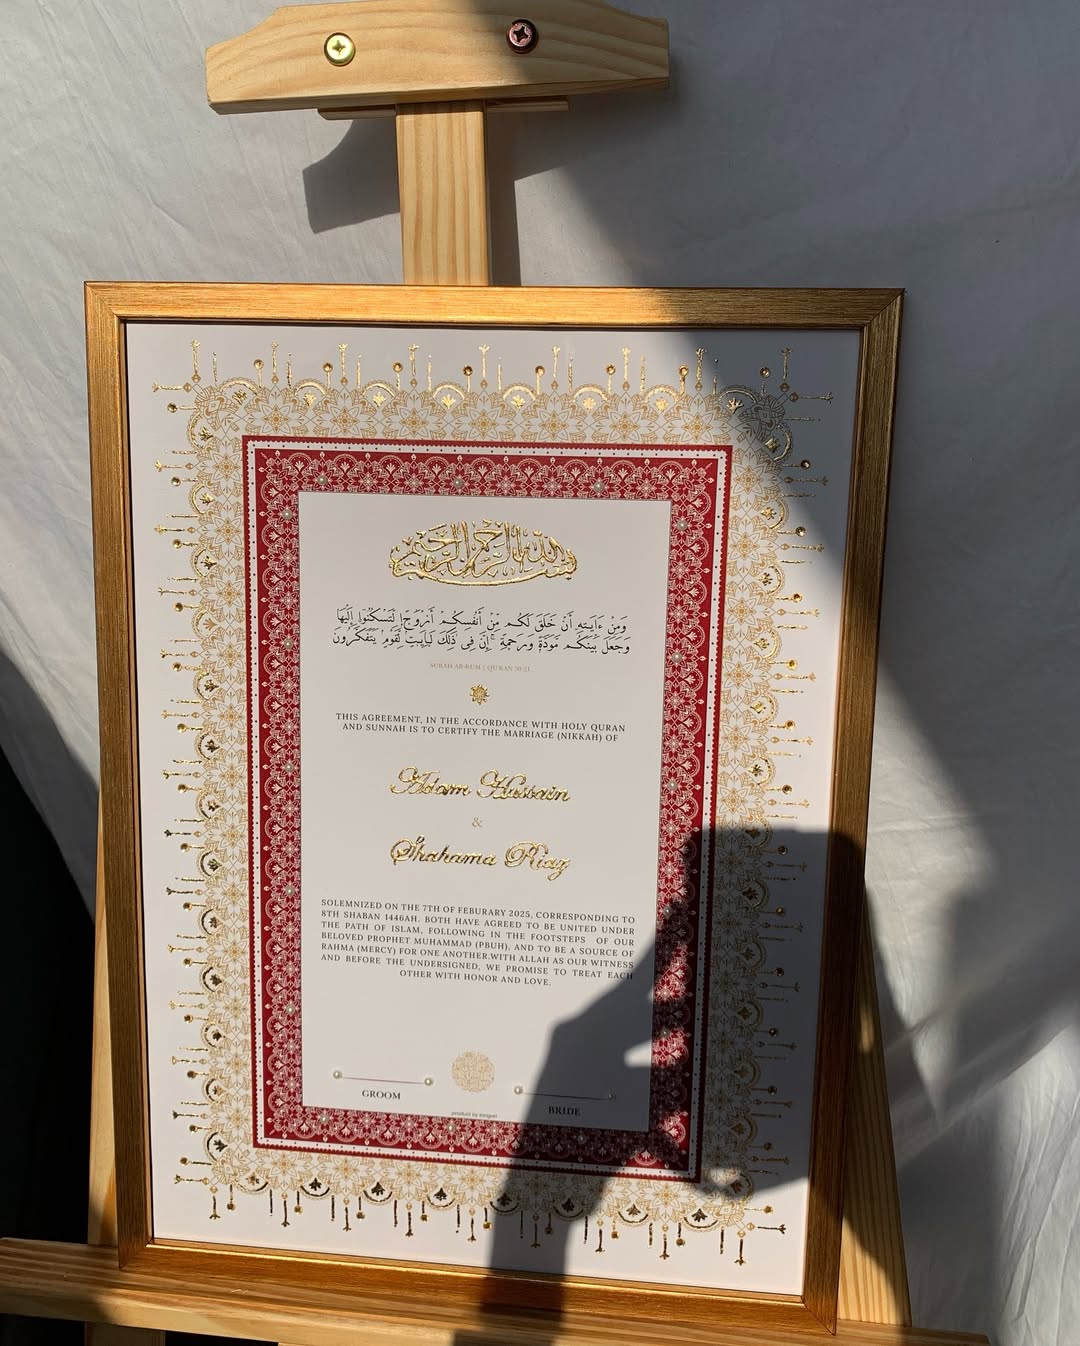 بسم الله الرحمن الرحيم
وَمِنْ ءَايَٰتِهِ أَنْ خَلَقَ لَكُم مِّنْ أَنفُسِكُمْ أَزْوَٰجًا لِّتَسْكُنُوٓا۟ إِلَيْهَا
وَجَعَلَ بَيْنَكُم مَّوَدَّةً وَرَحْمَةً ۚ إِنَّ فِى ذَٰلِكَ لَءَايَٰتٍ لِّقَوْمٍ يَتَفَكَّرُونَ
SURAH AR-RUM | QURAN 30:21
THIS AGREEMENT, IN THE ACCORDANCE WITH HOLY QURAN
AND SUNNAH IS TO CERTIFY THE MARRIAGE (NIKKAH) OF
Adam Hussain
&
Shahama Riaz
SOLEMNIZED ON THE 7TH OF FEBURARY 2025, CORRESPONDING TO
8TH SHABAN 1446AH. BOTH HAVE AGREED TO BE UNITED UNDER
THE PATH OF ISLAM, FOLLOWING IN THE FOOTSTEPS OF OUR
BELOVED PROPHET MUHAMMAD (PBUH), AND TO BE A SOURCE OF
RAHMA (MERCY) FOR ONE ANOTHER.WITH ALLAH AS OUR WITNESS
AND BEFORE THE UNDERSIGNED, WE PROMISE TO TREAT EACH
OTHER WITH HONOR AND LOVE.
GROOM
BRIDE
product by